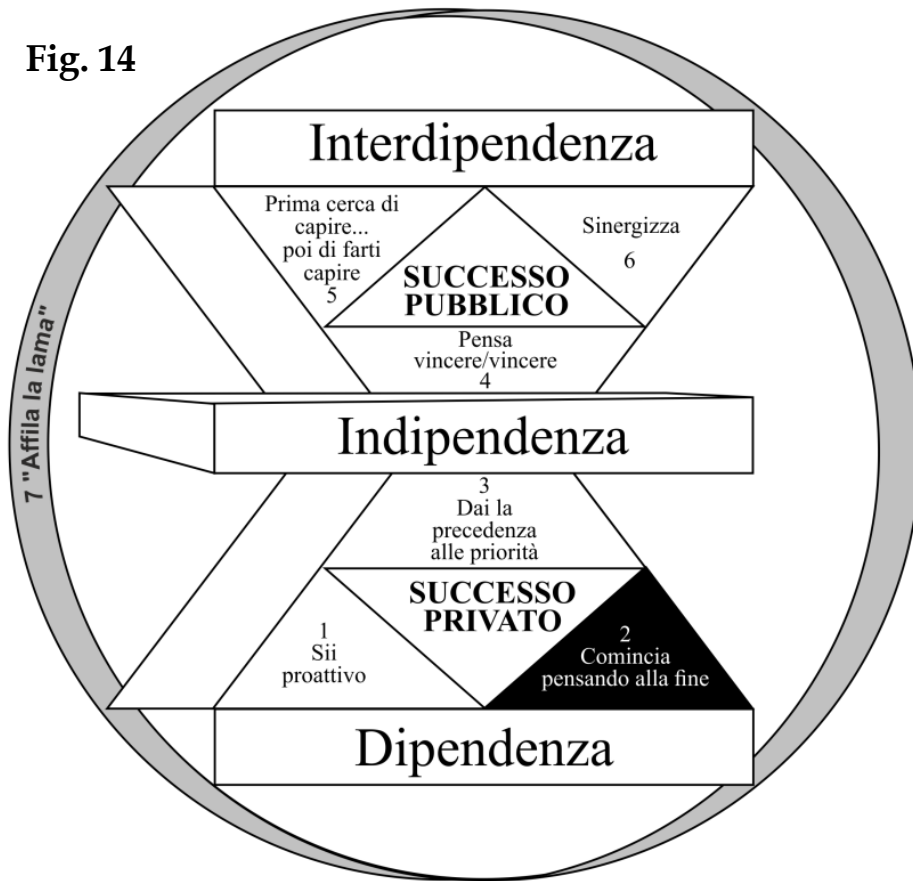 Fig. 14
Interdipendenza
Prima cerca di
capire...
poi di farti
capire
5
Sinergizza
6
SUCCESSO
PUBBLICO
Pensa
vincere/vincere
4
7 "Affila la lama"
Indipendenza
3
Dai la
precedenza
alle priorità
SUCCESSO
PRIVATO
1
Sii
proattivo
2
Comincia
pensando alla fine
Dipendenza